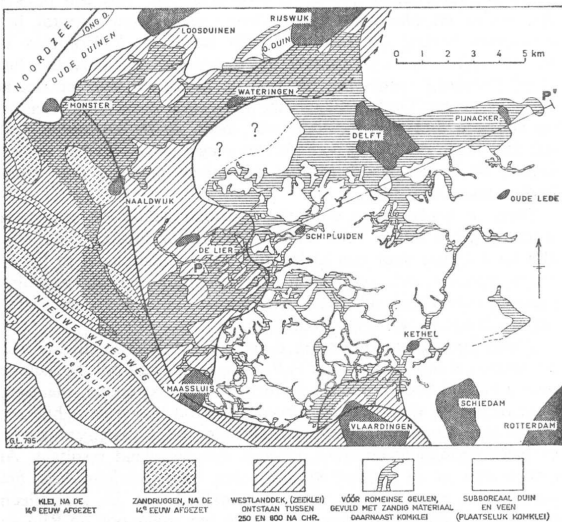 NOORDZEE
JONG D.
OUDE DUINEN
LOOSDUINEN
RIJSWIJK
O. DUIN
0 1 2 3 4 5 km
MONSTER
WATERINGEN
P'
PIJNACKER
DELFT
? ?
NAALDWIJK
OUDE LEDE
DE LIER
SCHIPLUIDEN
P
NIEUWE WATERWEG
Rozenburg
KETHEL
MAASSLUIS
SCHIEDAM
VLAARDINGEN
ROTTERDAM
G.L. 795
KLEI, NA DE
14e EEUW AFGEZET
ZANDRUGGEN, NA DE
14e EEUW AFGEZET
WESTLANDDEK, (ZEEKLEI)
ONTSTAAN TUSSEN
250 EN 800 NA CHR.
VÓÓR ROMEINSE GEULEN,
GEVULD MET ZANDIG MATERIAAL
DAARNAAST KOMKLEI
SUBBOREAAL DUIN
EN VEEN
(PLAATSELIJK KOMKLEI)